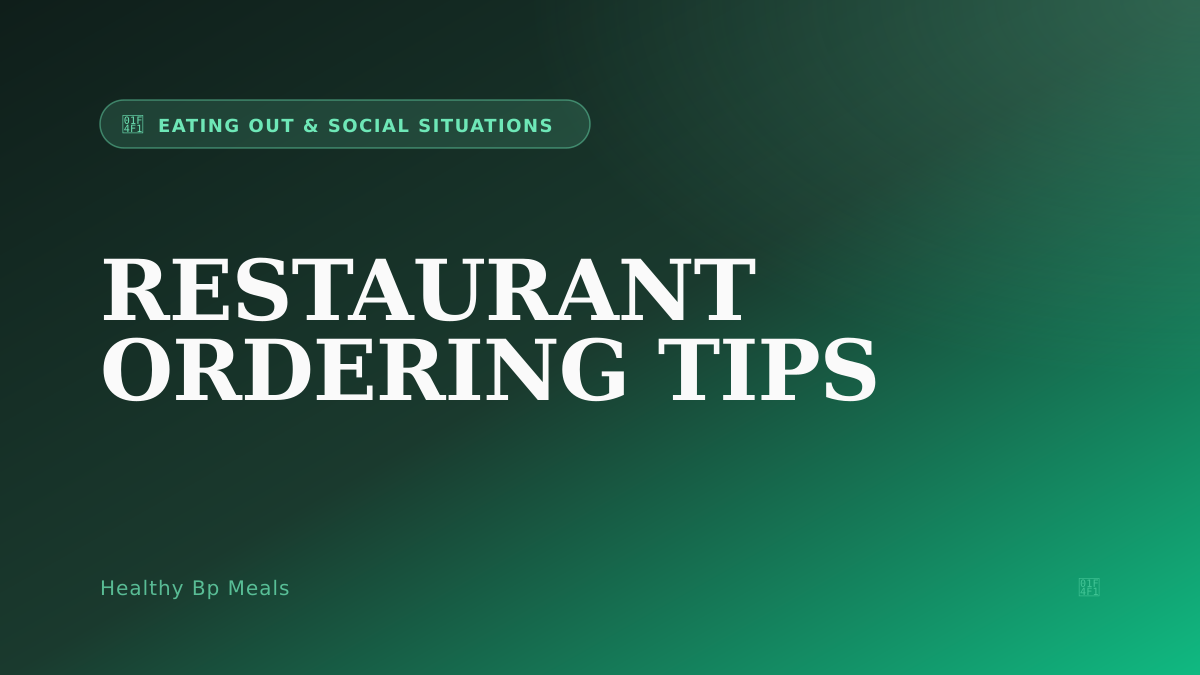 EATING OUT & SOCIAL SITUATIONS
RESTAURANT
ORDERING TIPS
Healthy Bp Meals